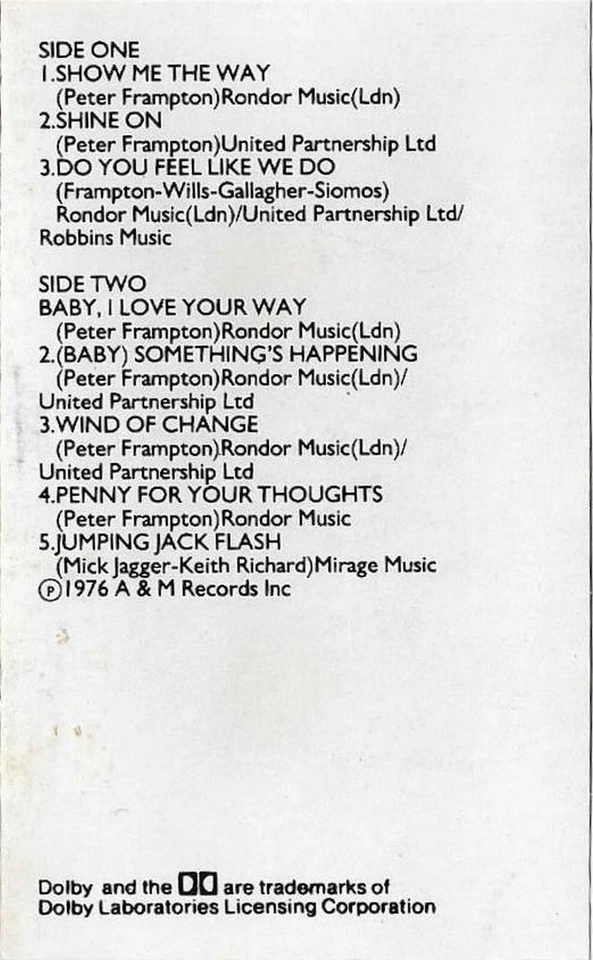 SIDE ONE
1.SHOW ME THE WAY
(Peter Frampton)Rondor Music(Ldn)
2.SHINE ON
(Peter Frampton)United Partnership Ltd
3.DO YOU FEEL LIKE WE DO
(Frampton-Wills-Gallagher-Siomos)
Rondor Music(Ldn)/United Partnership Ltd/
Robbins Music
SIDE TWO
BABY, I LOVE YOUR WAY
(Peter Frampton)Rondor Music(Ldn)
2.(BABY) SOMETHING'S HAPPENING
(Peter Frampton)Rondor Music(Ldn)/
United Partnership Ltd
3.WIND OF CHANGE
(Peter Frampton)Rondor Music(Ldn)/
United Partnership Ltd
4.PENNY FOR YOUR THOUGHTS
(Peter Frampton)Rondor Music
5.JUMPING JACK FLASH
(Mick Jagger-Keith Richard)Mirage Music
℗1976 A & M Records Inc
Dolby and the DD are trademarks of
Dolby Laboratories Licensing Corporation